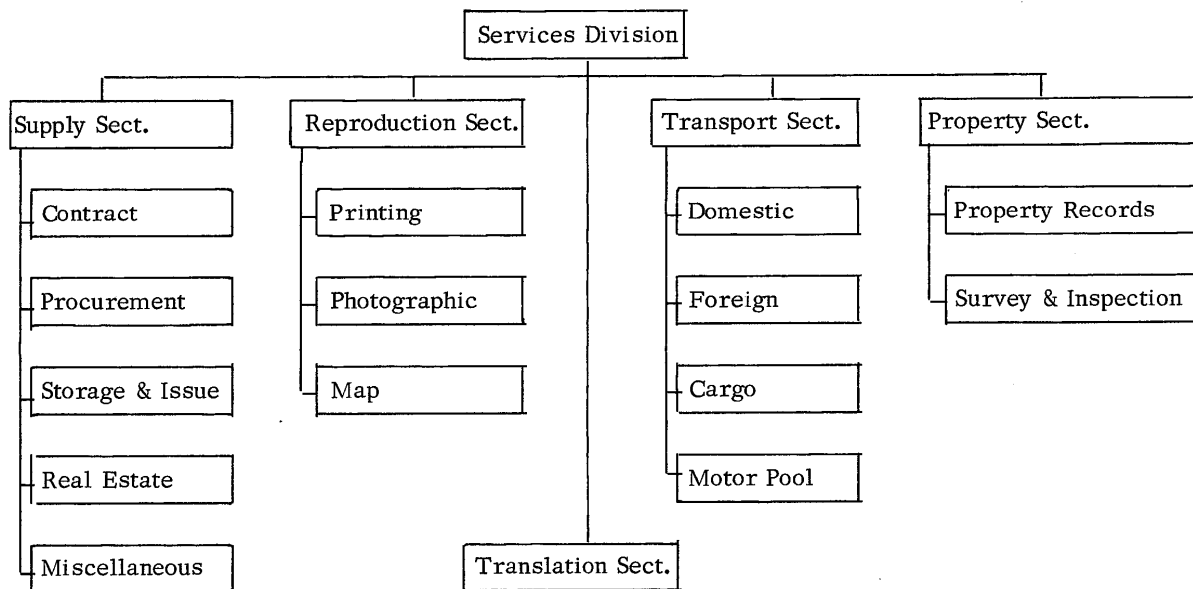 Services Division
Supply Sect.
Contract
Procurement
Storage & Issue
Real Estate
Miscellaneous
Reproduction Sect.
Printing
Photographic
Map
Transport Sect.
Domestic
Foreign
Cargo
Motor Pool
Property Sect.
Property Records
Survey & Inspection
Translation Sect.